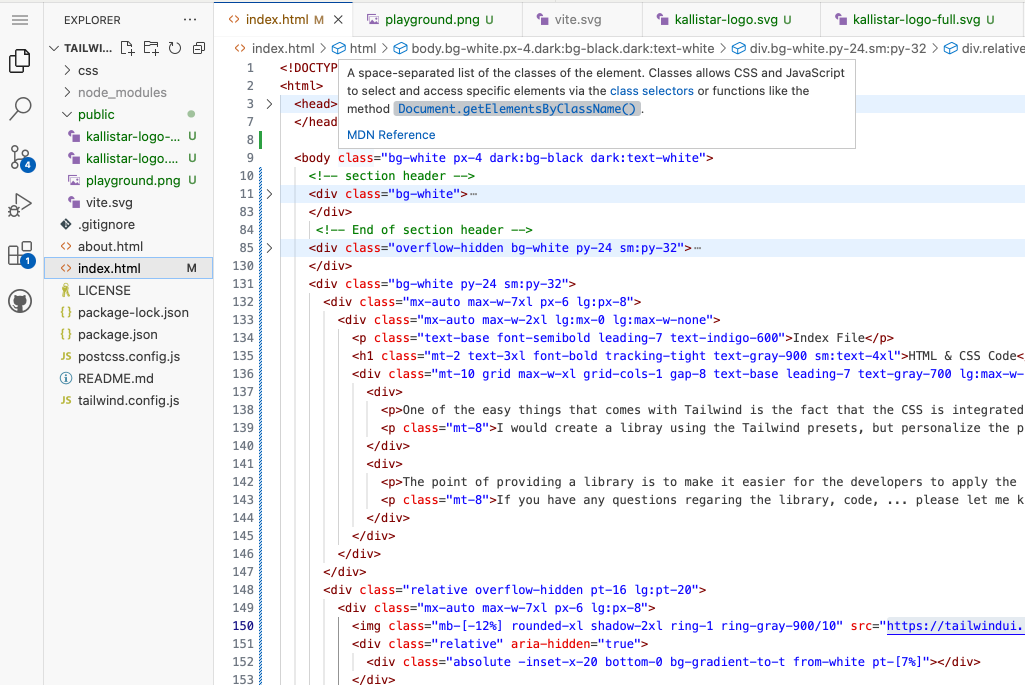 EXPLORER
TAILWI...
css
node_modules
public
kallistar-logo-... U
kallistar-logo.... U
playground.png U
vite.svg
.gitignore
about.html
index.html M
LICENSE
package-lock.json
package.json
JS postcss.config.js
README.md
JS tailwind.config.js
4
1
index.html M
playground.png U
vite.svg
kallistar-logo.svg U
kallistar-logo-full.svg U
index.html > html > body.bg-white.px-4.dark:bg-black.dark:text-white > div.bg-white.py-24.sm:py-32 > div.relative
A space-separated list of the classes of the element. Classes allows CSS and JavaScript
to select and access specific elements via the class selectors or functions like the
method Document.getElementsByClassName().
MDN Reference
1 <!DOCTYP
2 <html>
3 <head>
7 </head
8
9 <body class="bg-white px-4 dark:bg-black dark:text-white">
10 <!-- section header -->
11 <div class="bg-white">…
83 </div>
84 <!-- End of section header -->
85 <div class="overflow-hidden bg-white py-24 sm:py-32">…
130 </div>
131 <div class="bg-white py-24 sm:py-32">
132 <div class="mx-auto max-w-7xl px-6 lg:px-8">
133 <div class="mx-auto max-w-2xl lg:mx-0 lg:max-w-none">
134 <p class="text-base font-semibold leading-7 text-indigo-600">Index File</p>
135 <h1 class="mt-2 text-3xl font-bold tracking-tight text-gray-900 sm:text-4xl">HTML & CSS Code<
136 <div class="mt-10 grid max-w-xl grid-cols-1 gap-8 text-base leading-7 text-gray-700 lg:max-w-
137 <div>
138 <p>One of the easy things that comes with Tailwind is the fact that the CSS is integrated
139 <p class="mt-8">I would create a libray using the Tailwind presets, but personalize the p
140 </div>
141 <div>
142 <p>The point of providing a library is to make it easier for the developers to apply the
143 <p class="mt-8">If you have any questions regaring the library, code, ... please let me k
144 </div>
145 </div>
146 </div>
147 </div>
148 <div class="relative overflow-hidden pt-16 lg:pt-20">
149 <div class="mx-auto max-w-7xl px-6 lg:px-8">
150 <img class="mb-[-12%] rounded-xl shadow-2xl ring-1 ring-gray-900/10" src="https://tailwindui.
151 <div class="relative" aria-hidden="true">
152 <div class="absolute -inset-x-20 bottom-0 bg-gradient-to-t from-white pt-[7%]"></div>
153 </div>